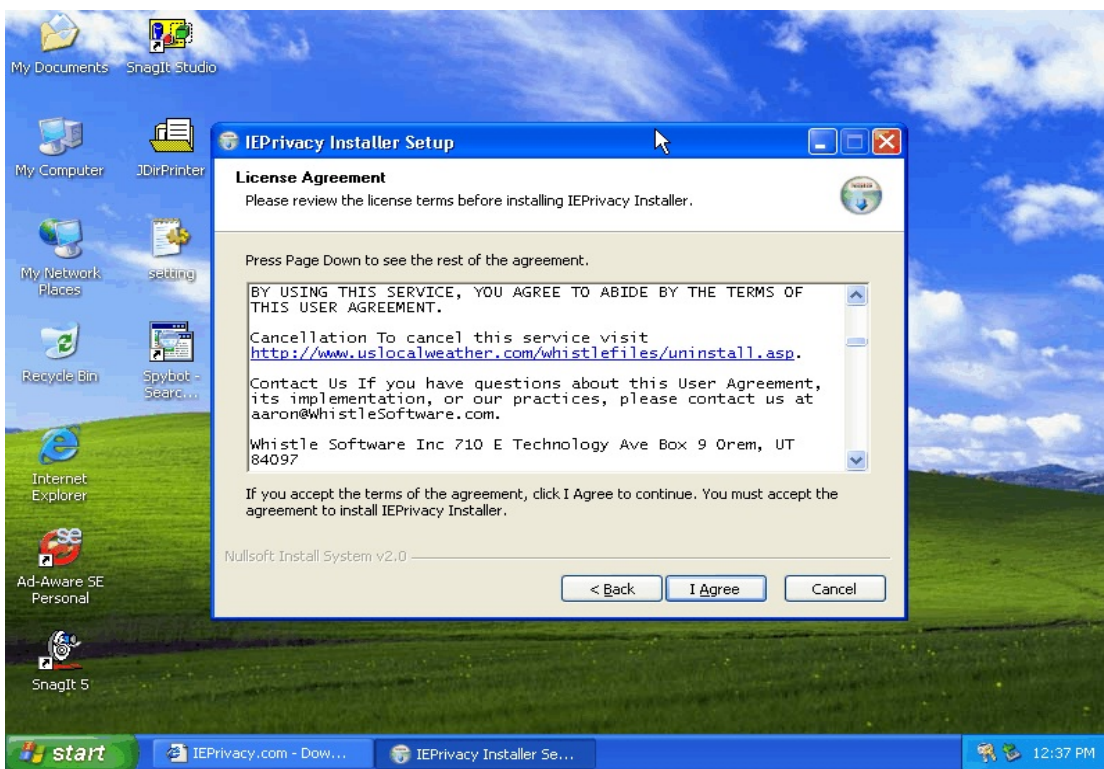 My Documents
SnagIt Studio
My Computer
JDirPrinter
My Network
Places
setting
Recycle Bin
Spybot -
Searc...
Internet
Explorer
Ad-Aware SE
Personal
SnagIt 5
IEPrivacy Installer Setup
License Agreement
Please review the license terms before installing IEPrivacy Installer.
Press Page Down to see the rest of the agreement.
BY USING THIS SERVICE, YOU AGREE TO ABIDE BY THE TERMS OF
THIS USER AGREEMENT.
Cancellation To cancel this service visit
http://www.uslocalweather.com/whistlefiles/uninstall.asp.
Contact Us If you have questions about this User Agreement,
its implementation, or our practices, please contact us at
aaron@WhistleSoftware.com.
Whistle Software Inc 710 E Technology Ave Box 9 Orem, UT
84097
If you accept the terms of the agreement, click I Agree to continue. You must accept the
agreement to install IEPrivacy Installer.
Nullsoft Install System v2.0
< Back
I Agree
Cancel
start
IEPrivacy.com - Dow...
IEPrivacy Installer Se...
12:37 PM